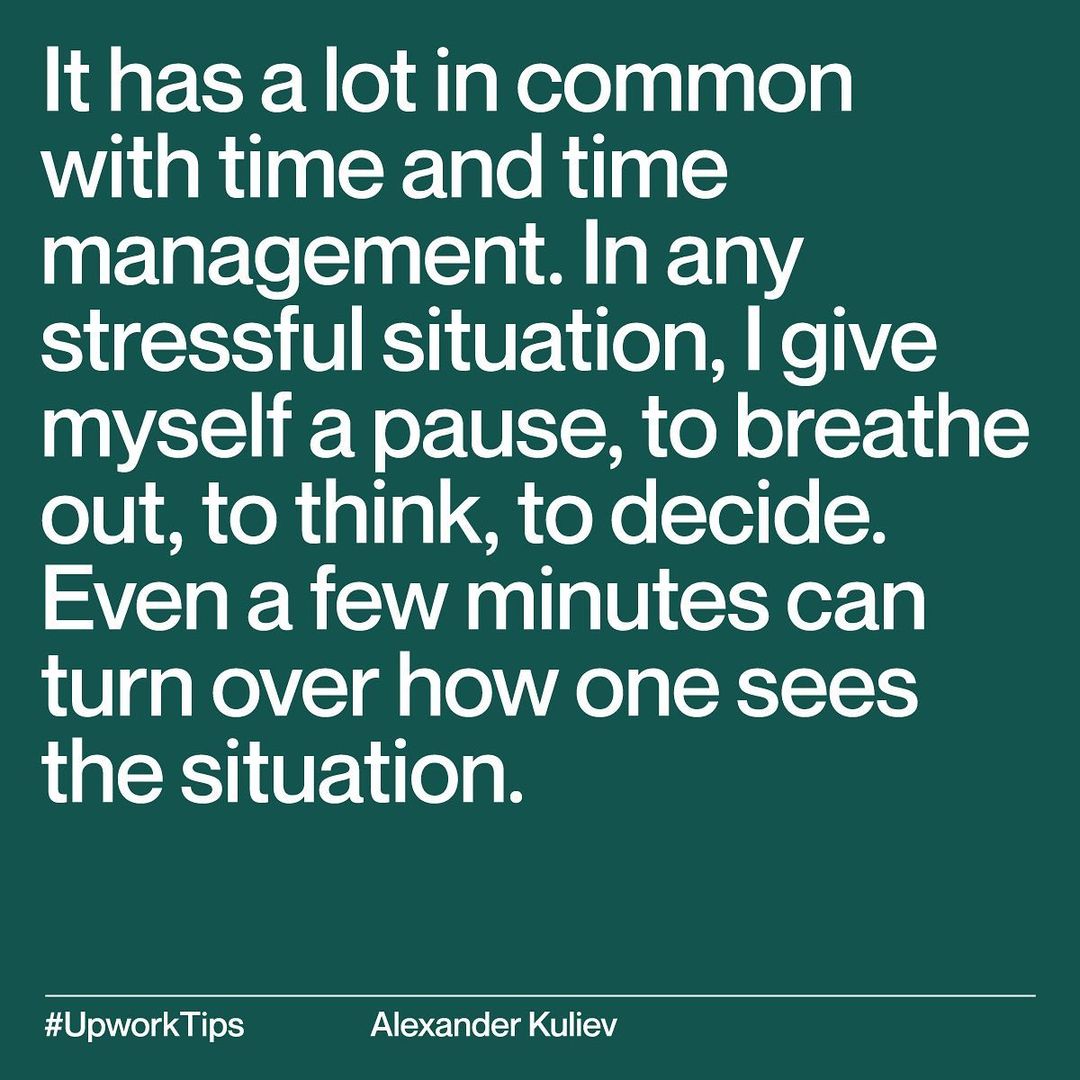 It has a lot in common
with time and time
management. In any
stressful situation, I give
myself a pause, to breathe
out, to think, to decide.
Even a few minutes can
turn over how one sees
the situation.
#UpworkTips
Alexander Kuliev